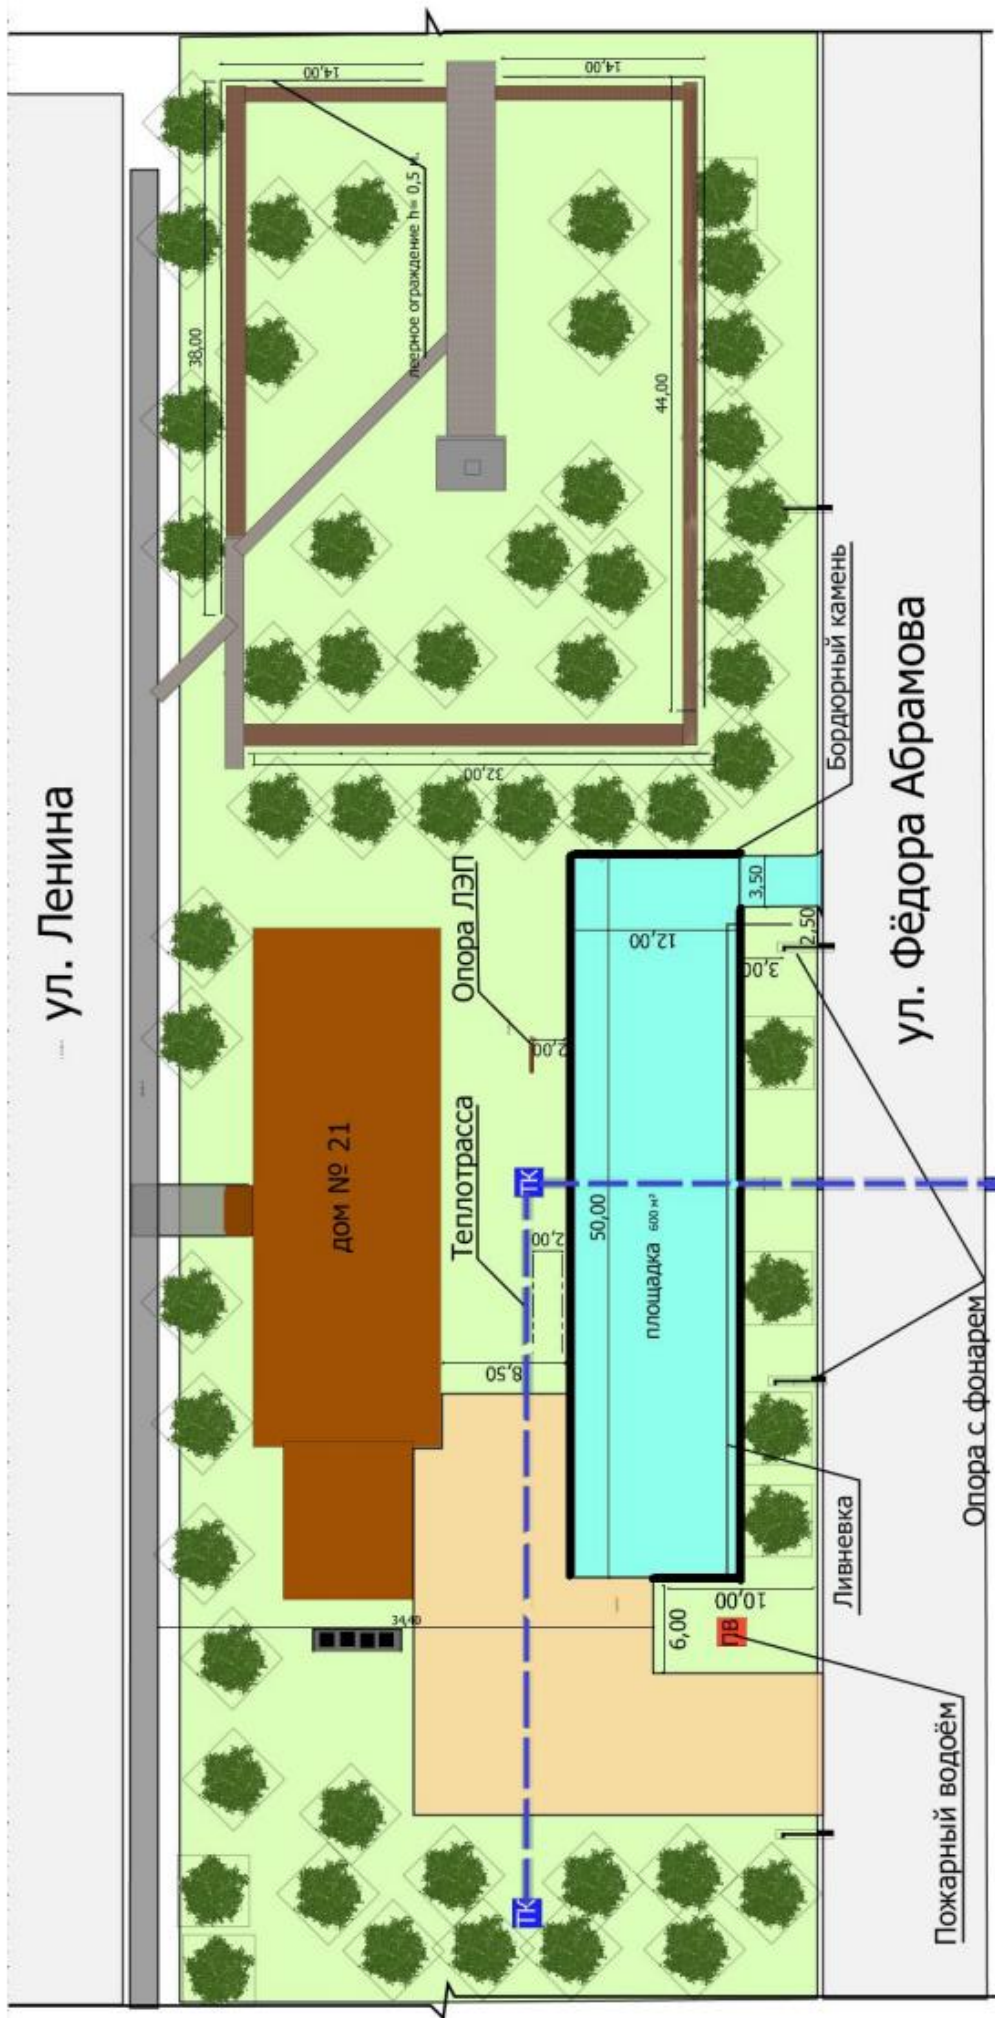 14,00
14,00
леерное ограждение h= 0,5 м.
38,00
44,00
Бордюрный камень
32,00
ул. Ленина
ул. Фёдора Абрамова
Опора ЛЭП
3,50
12,00
2,50
3,00
2,00
дом № 21
Теплотрасса
ТК
50,00
площадка 600 м²
2,00
8,50
Опора с фонарем
Ливневка
10,00
6,00
34,40
ПВ
Пожарный водоём
ТК